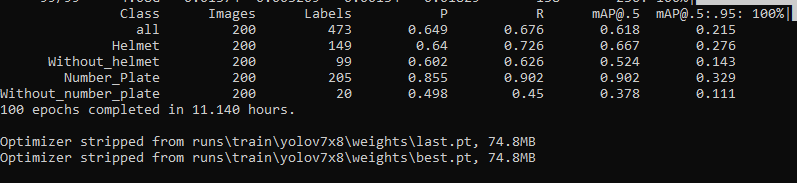 Class Images Labels P R mAP@.5 mAP@.5:.95: 100%|
all 200 473 0.649 0.676 0.618 0.215
Helmet 200 149 0.64 0.726 0.667 0.276
Without_helmet 200 99 0.602 0.626 0.524 0.143
Number_Plate 200 205 0.855 0.902 0.902 0.329
Without_number_plate 200 20 0.498 0.45 0.378 0.111
100 epochs completed in 11.140 hours.
Optimizer stripped from runs\train\yolov7x8\weights\last.pt, 74.8MB
Optimizer stripped from runs\train\yolov7x8\weights\best.pt, 74.8MB